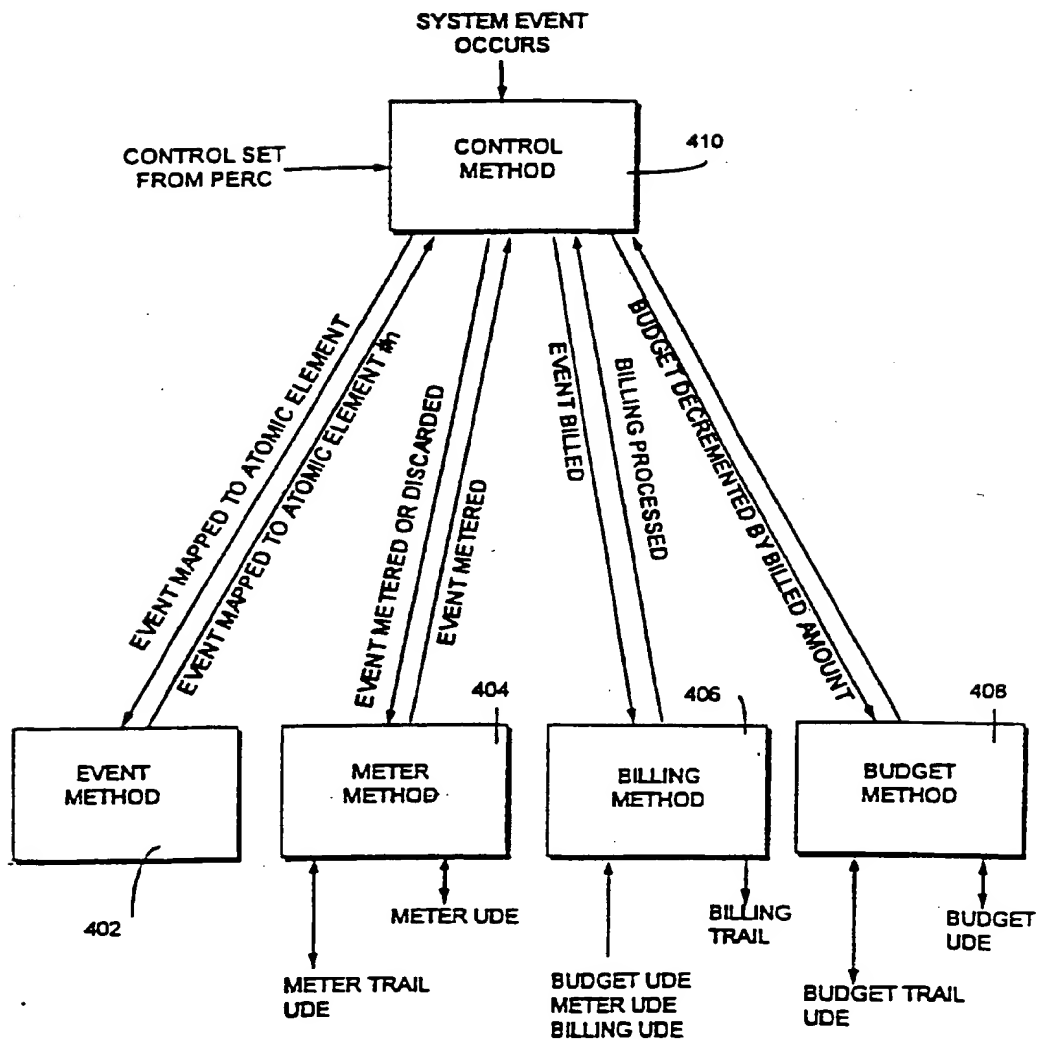 SYSTEM EVENT
OCCURS
CONTROL
METHOD
410
CONTROL SET
FROM PERC
EVENT MAPPED TO ATOMIC ELEMENT
EVENT MAPPED TO ATOMIC ELEMENT #n
EVENT METERED OR DISCARDED
EVENT METERED
EVENT BILLED
BILLING PROCESSED
BUDGET DECREMENTED BY BILLED AMOUNT
404
406
408
EVENT
METHOD
METER
METHOD
BILLING
METHOD
BUDGET
METHOD
402
METER UDE
BILLING
TRAIL
BUDGET
UDE
METER TRAIL
UDE
BUDGET UDE
METER UDE
BILLING UDE
BUDGET TRAIL
UDE